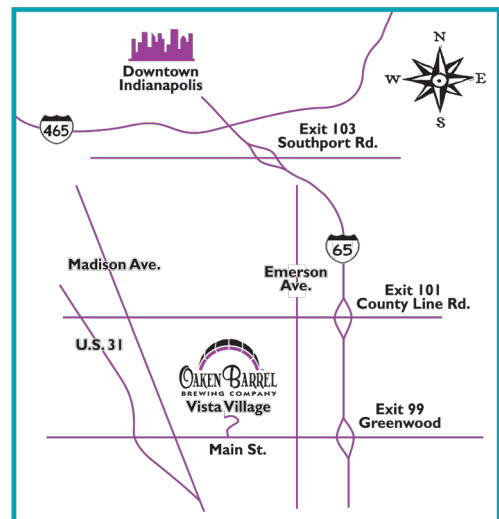 Downtown
Indianapolis
N
W E
S
465
Exit 103
Southport Rd.
65
Madison Ave.
Emerson
Ave.
Exit 101
County Line Rd.
U.S. 31
OAKEN BARREL
BREWING COMPANY
Vista Village
Exit 99
Greenwood
Main St.